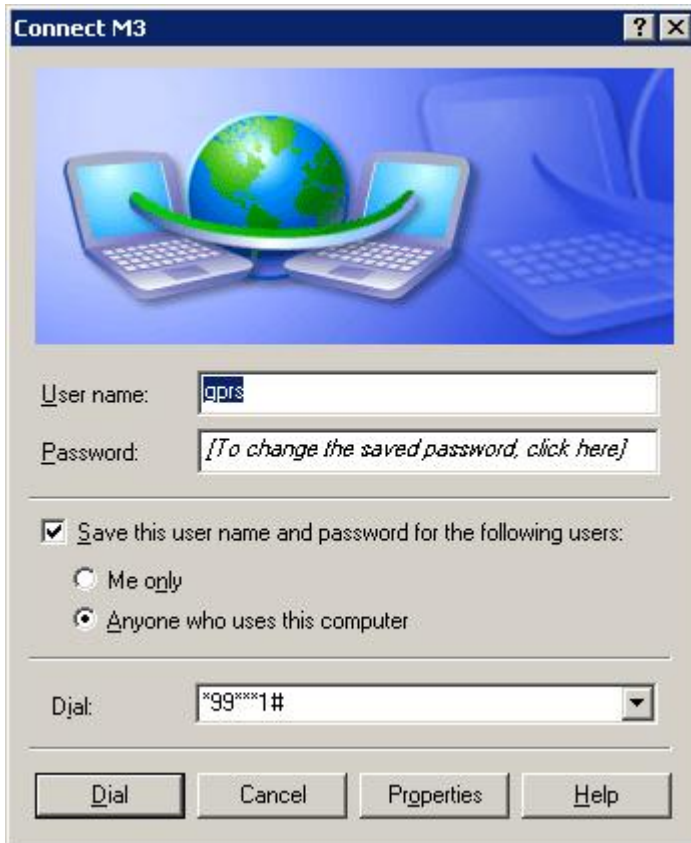 Connect M3
User name: gprs
Password: [To change the saved password, click here]
Save this user name and password for the following users:
Me only
Anyone who uses this computer
Dial: *99***1#
Dial Cancel Properties Help